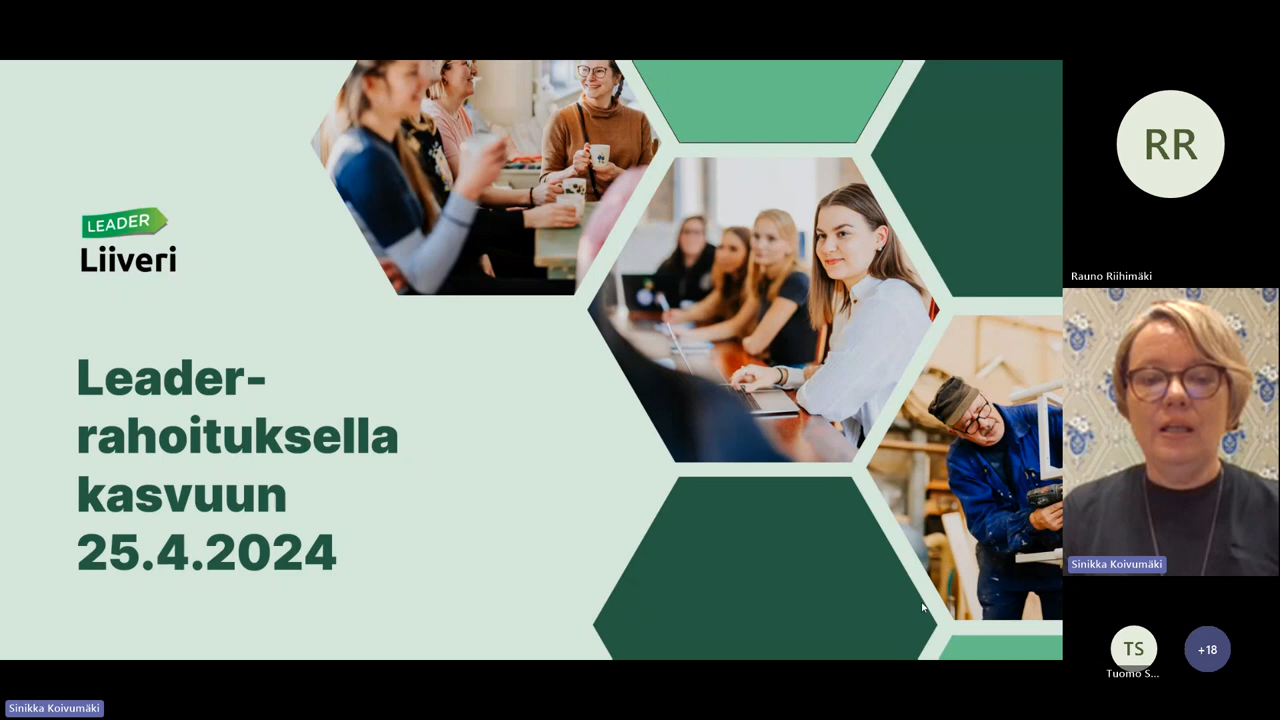 LEADER
Liiveri
Leader-
rahoituksella
kasvuun
25.4.2024
RR
Rauno Riihimäki
Sinikka Koivumäki
TS
+18
Tuomo S...
Sinikka Koivumäki